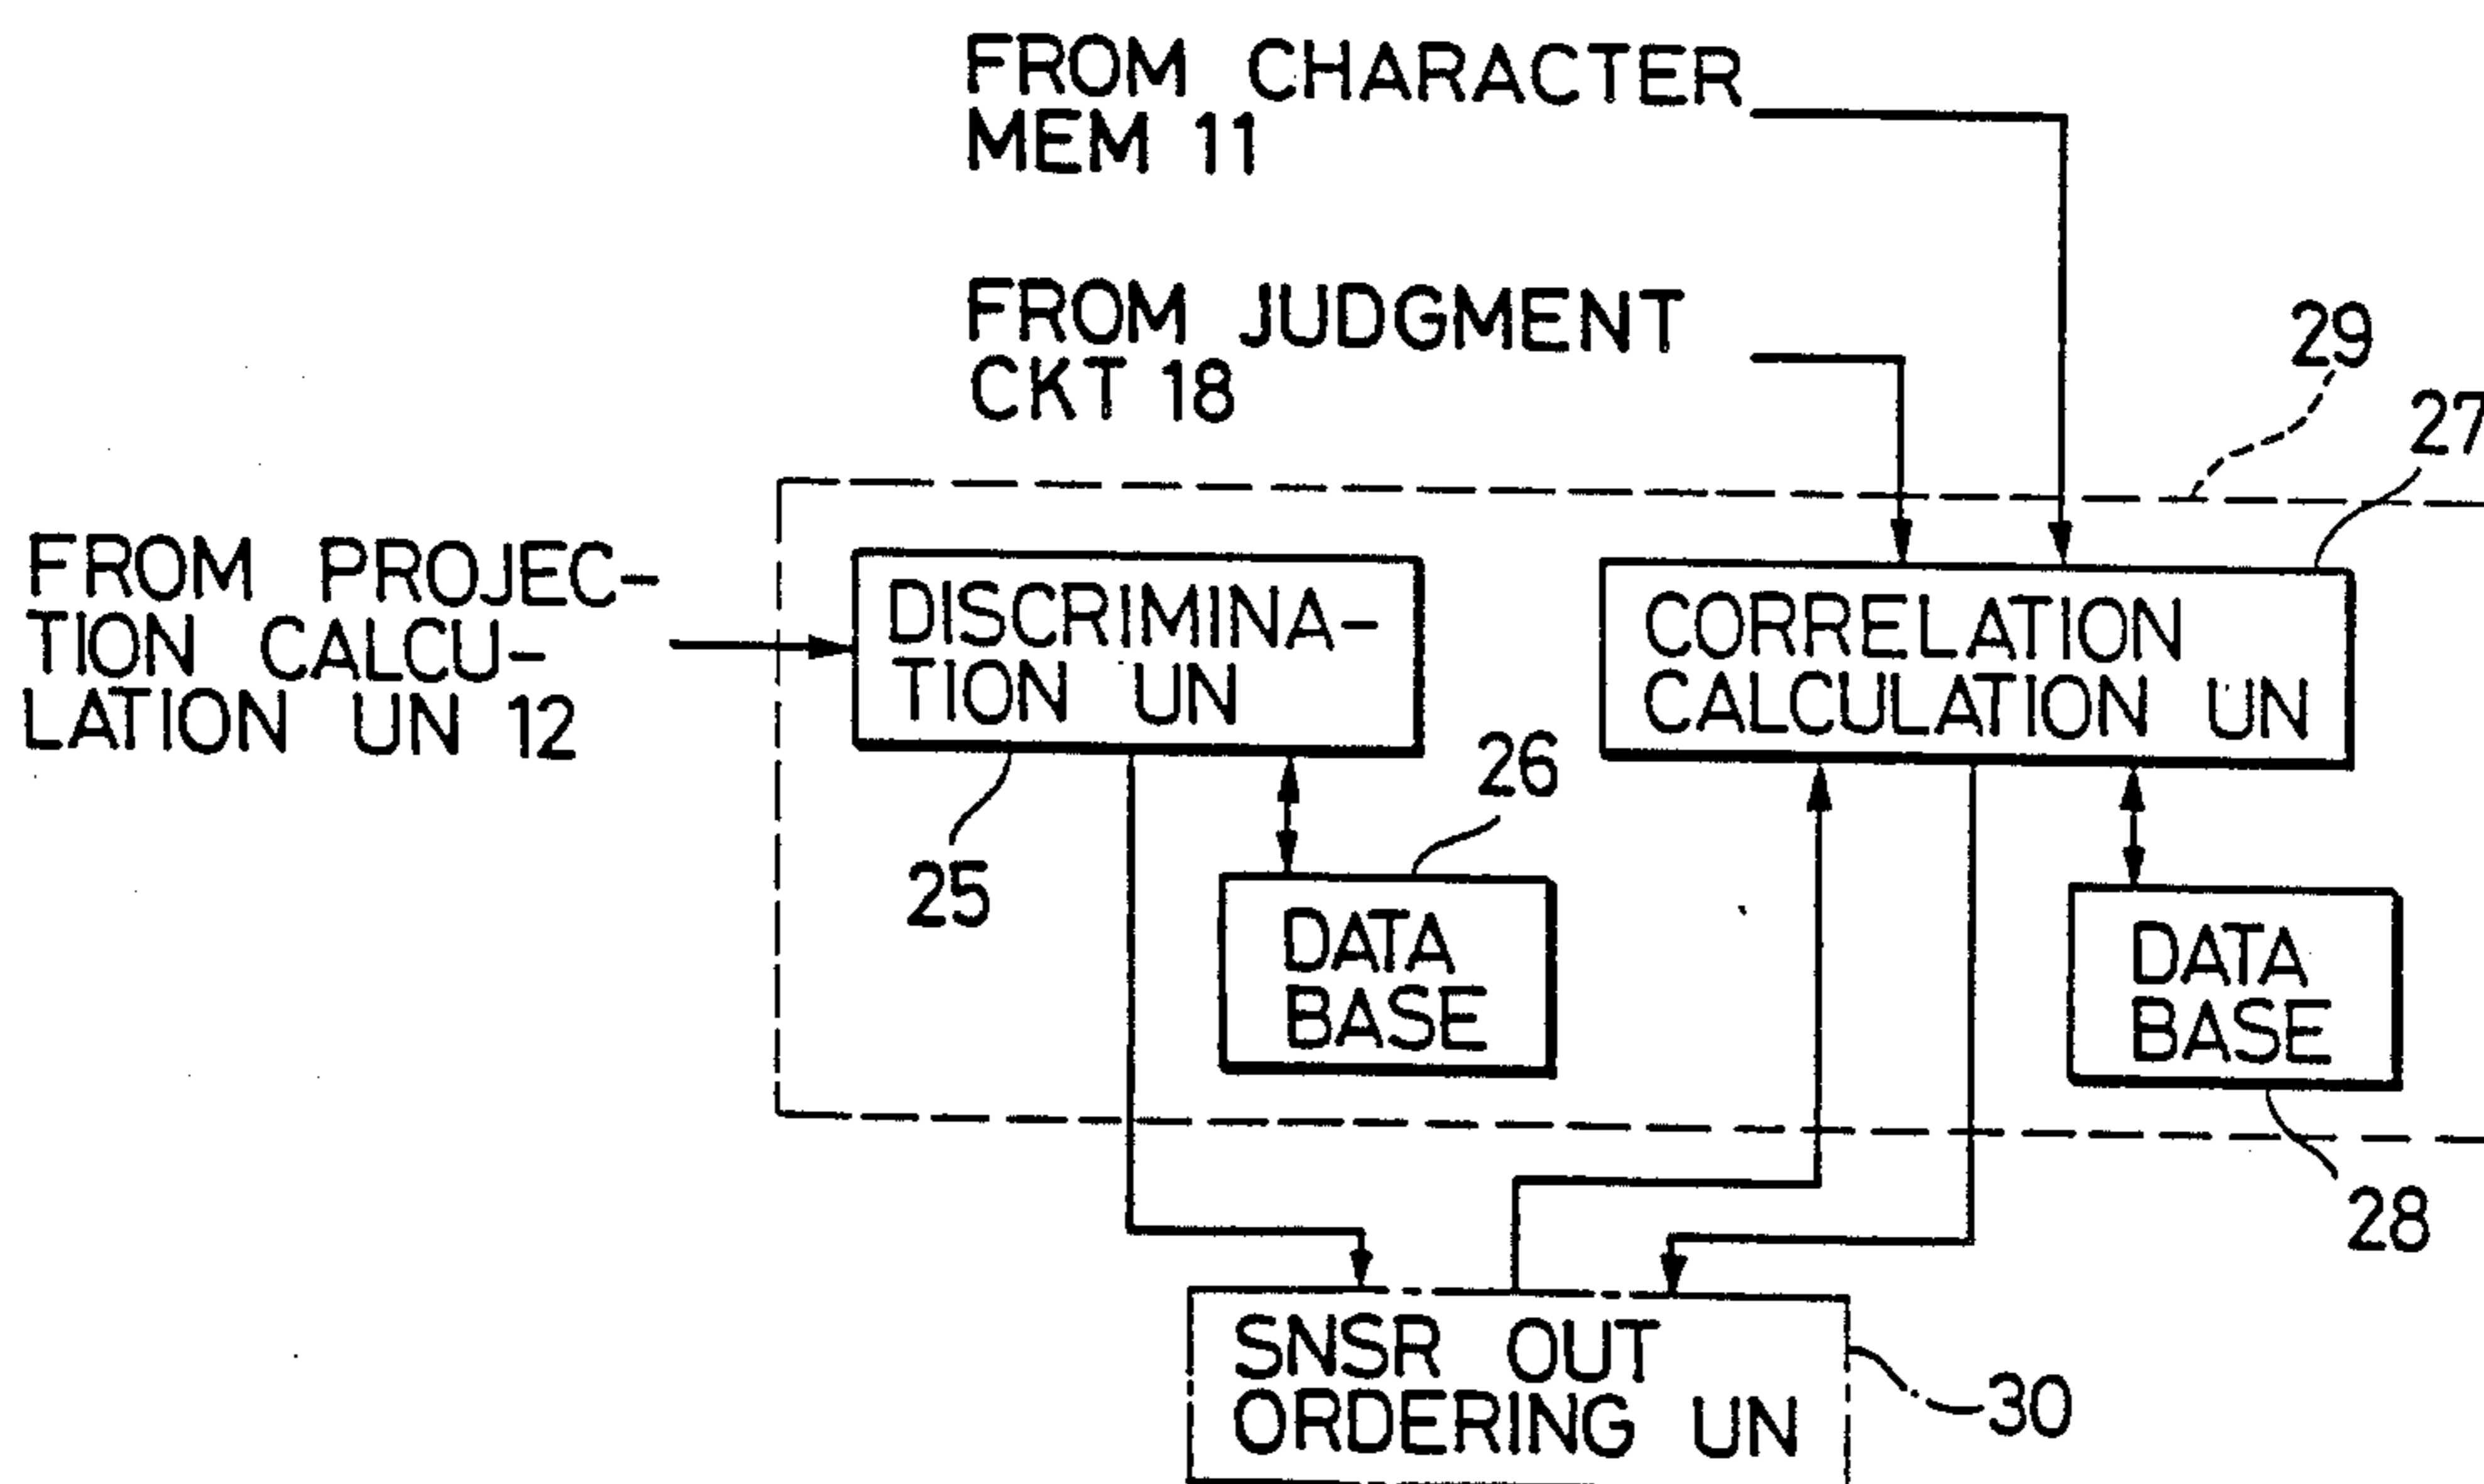 FROM CHARACTER
MEM 11
FROM JUDGMENT
CKT 18
29
27
FROM PROJEC-
TION CALCU-
LATION UN 12
DISCRIMINA-
TION UN
CORRELATION
CALCULATION UN
25
26
DATA
BASE
DATA
BASE
28
SNSR OUT
ORDERING UN
30